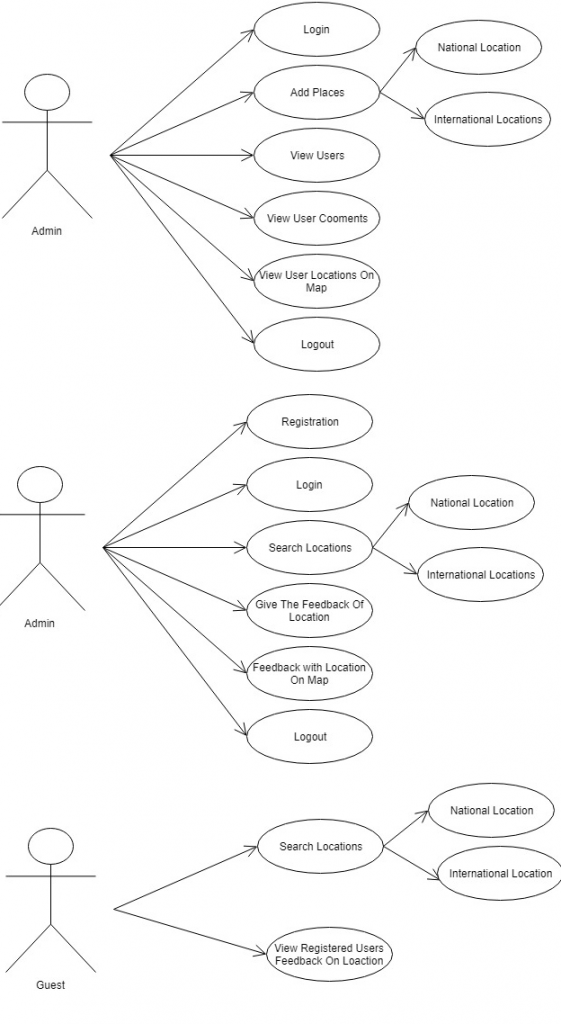 Login
National Location
Add Places
International Locations
View Users
View User Cooments
Admin
View User Locations On
Map
Logout
Registration
Login
National Location
Search Locations
International Locations
Give The Feedback Of
Location
Admin
Feedback with Location
On Map
Logout
National Location
Search Locations
International Location
View Registered Users
Feedback On Loaction
Guest